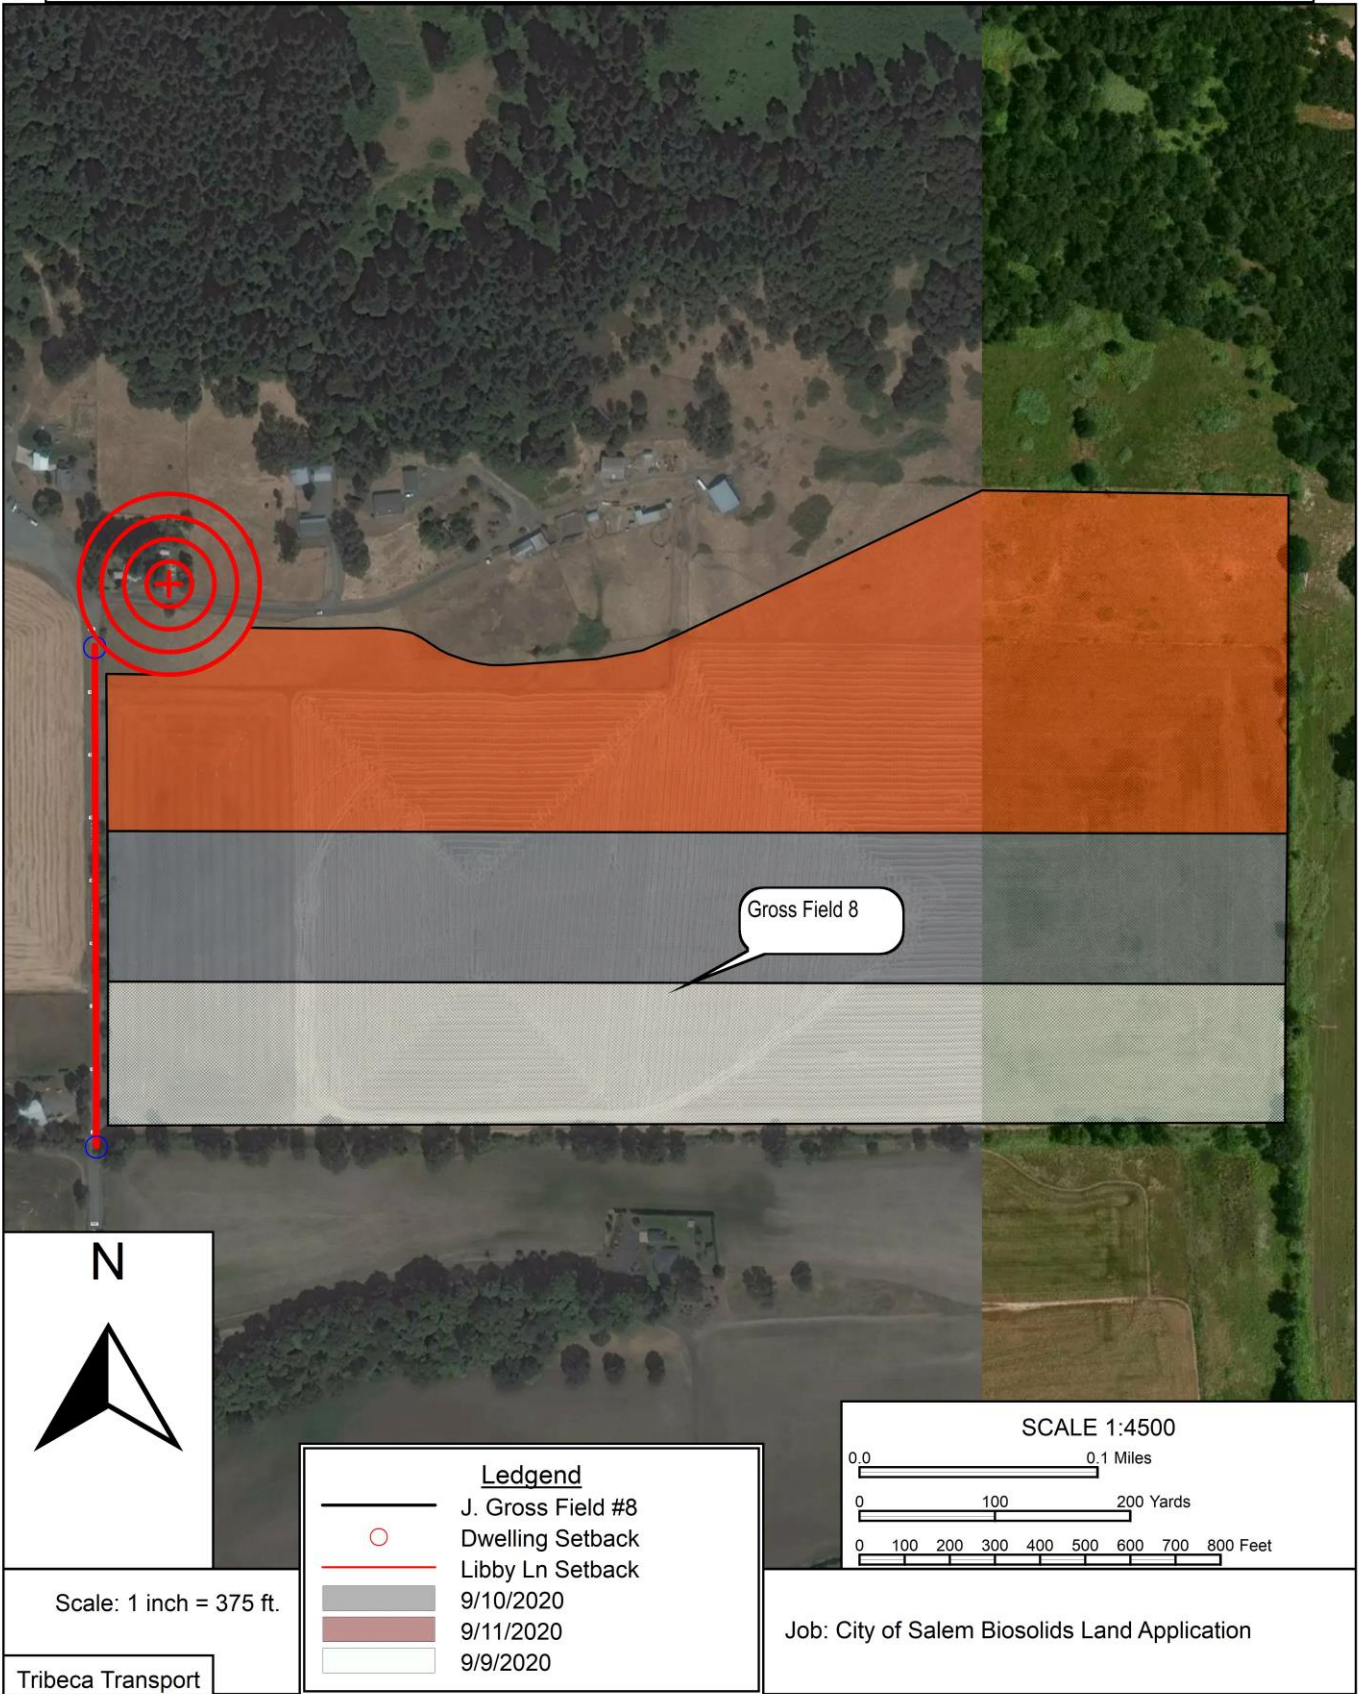 Gross Field 8
N
Ledgend
J. Gross Field #8
Dwelling Setback
Libby Ln Setback
9/10/2020
9/11/2020
9/9/2020
SCALE 1:4500
0.0 0.1 Miles
0 100 200 Yards
0 100 200 300 400 500 600 700 800 Feet
Scale: 1 inch = 375 ft.
Job: City of Salem Biosolids Land Application
Tribeca Transport